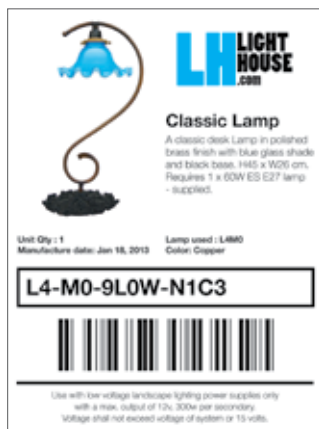 LH LIGHT
HOUSE
.com
Classic Lamp
A classic desk Lamp in polished
brass finish with blue glass shade
and black base. H45 x W26 cm.
Requires 1 x 60W ES E27 lamp
- supplied.
Unit Qty : 1
Lamp used : L4M0
Manufacture date: Jan 18, 2013
Color: Copper
L4-M0-9L0W-N1C3
Use with low voltage landscape lighting power supplies only
with a max. output of 12v, 300w per secondary.
Voltage shall not exceed voltage of system or 15 volts.